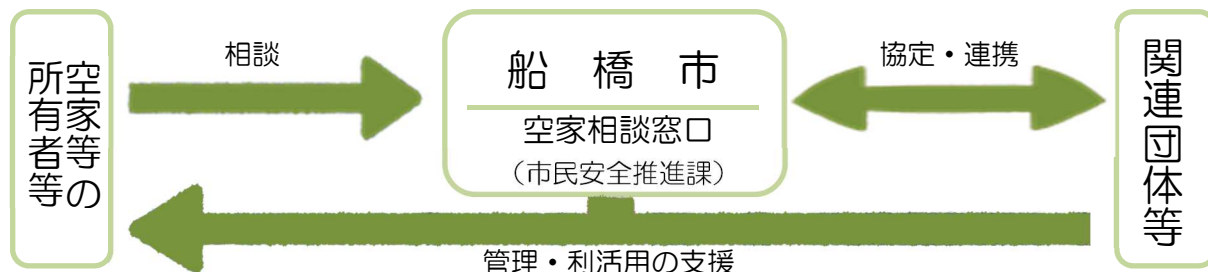 空家等の
所有者等
相談
船橋市
空家相談窓口
（市民安全推進課）
協定・連携
関連団体等
管理・利活用の支援